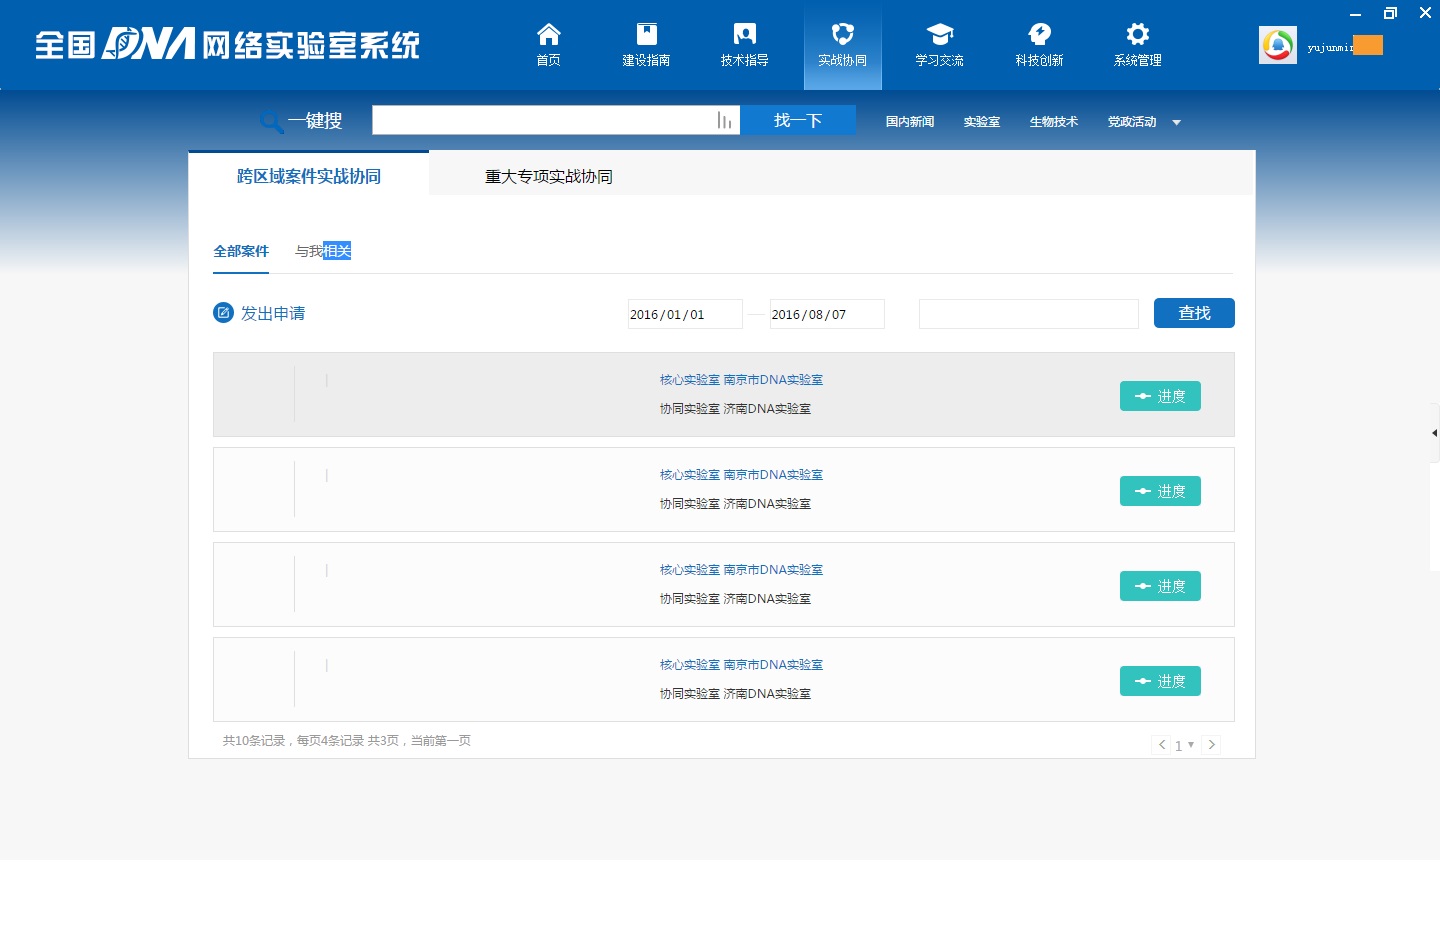 全国DNA网络实验室系统
首页
建设指南
技术指导
实战协同
学习交流
科技创新
系统管理
一键搜
找一下
国内新闻
实验室
生物技术
党政活动
跨区域案件实战协同
重大专项实战协同
全部案件
与我相关
发出申请
2016/01/01
2016/08/07
查找
核心实验室 南京市DNA实验室
协同实验室 济南DNA实验室
进度
核心实验室 南京市DNA实验室
协同实验室 济南DNA实验室
进度
核心实验室 南京市DNA实验室
协同实验室 济南DNA实验室
进度
核心实验室 南京市DNA实验室
协同实验室 济南DNA实验室
进度
共10条记录，每页4条记录 共3页，当前第一页
1